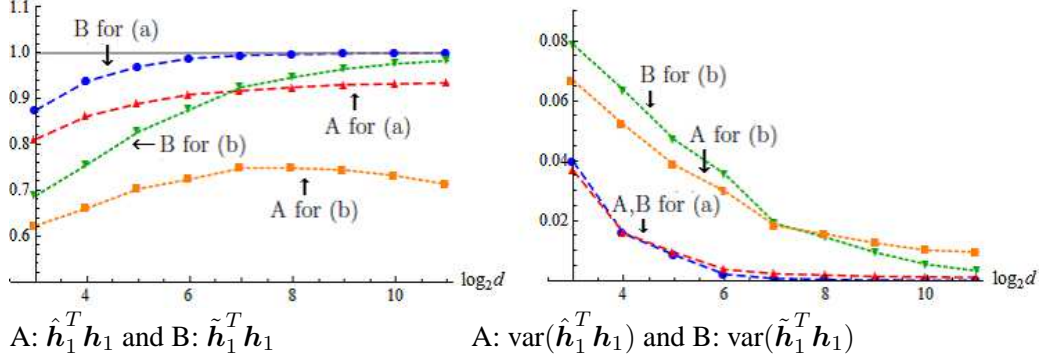 1.1
1.0
0.9
0.8
0.7
0.6
B for (a)
A for (a)
B for (b)
A for (b)
4
6
8
10
log₂d
0.08
0.06
0.04
0.02
B for (b)
A for (b)
A,B for (a)
4
6
8
10
log₂d
A: ĥ₁ᵀh₁ and B: h̃₁ᵀh₁
A: var(ĥ₁ᵀh₁) and B: var(h̃₁ᵀh₁)